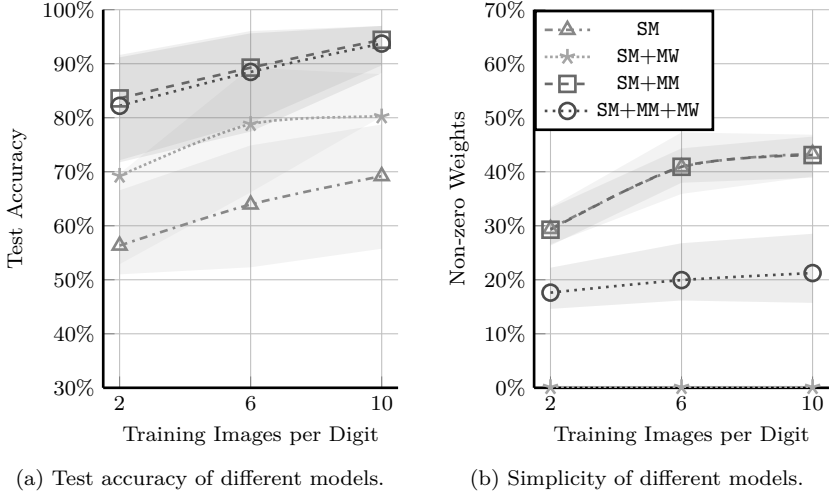 100%
90%
80%
70%
60%
50%
40%
30%
2
6
10
Test Accuracy
Training Images per Digit
(a) Test accuracy of different models.
70%
60%
50%
40%
30%
20%
10%
0%
2
6
10
Non-zero Weights
Training Images per Digit
SM
SM+MW
SM+MM
SM+MM+MW
(b) Simplicity of different models.